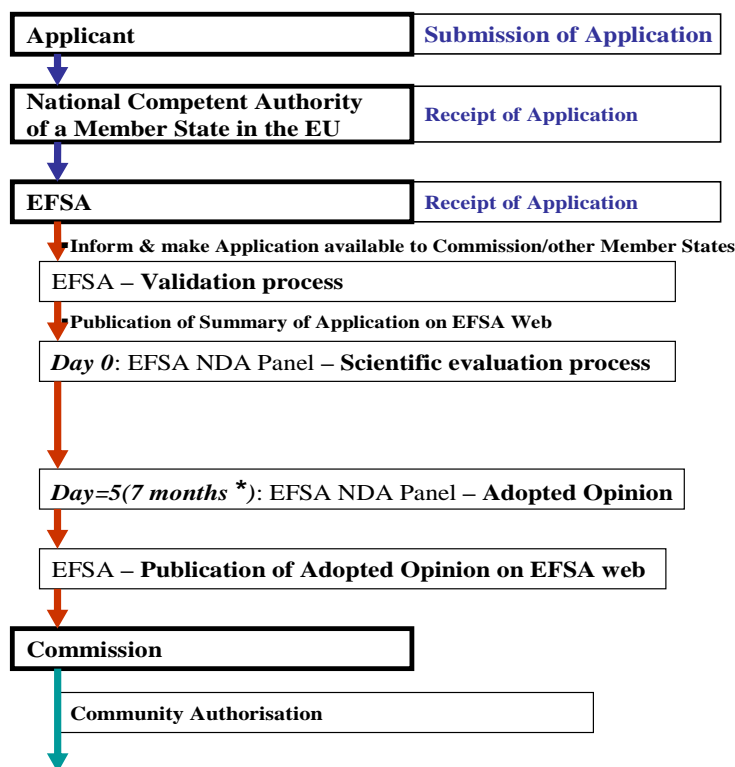 Applicant
Submission of Application
National Competent Authority
of a Member State in the EU
Receipt of Application
EFSA
Receipt of Application
▪Inform & make Application available to Commission/other Member States
EFSA – Validation process
▪Publication of Summary of Application on EFSA Web
Day 0: EFSA NDA Panel – Scientific evaluation process
Day=5(7 months *): EFSA NDA Panel – Adopted Opinion
EFSA – Publication of Adopted Opinion on EFSA web
Commission
Community Authorisation